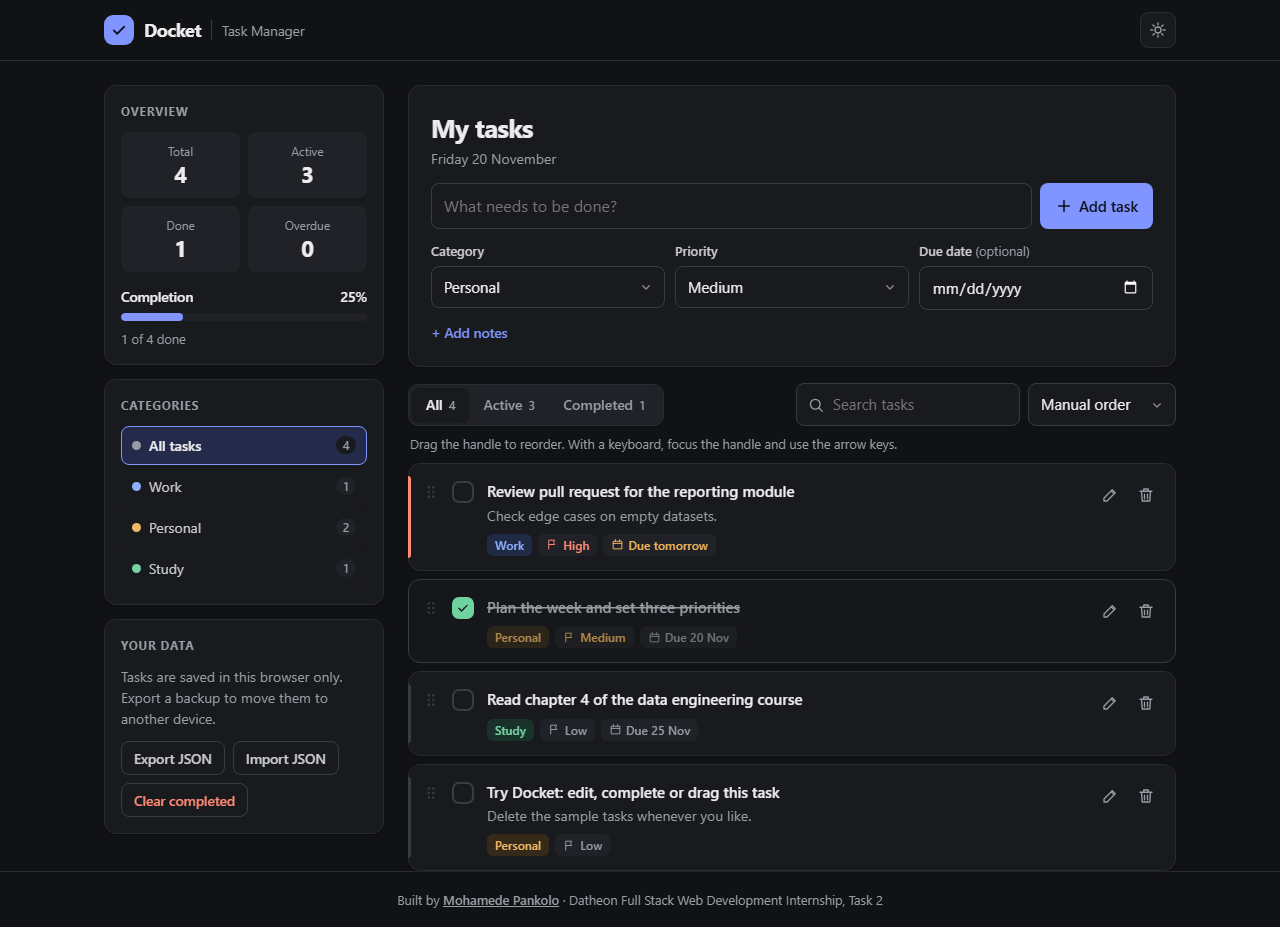 Docket
Task Manager
OVERVIEW
Total
4
Active
3
Done
1
Overdue
0
Completion 25%
1 of 4 done
CATEGORIES
All tasks 4
Work 1
Personal 2
Study 1
YOUR DATA
Tasks are saved in this browser only.
Export a backup to move them to
another device.
Export JSON
Import JSON
Clear completed
My tasks
Friday 20 November
What needs to be done?
+ Add task
Category
Personal
Priority
Medium
Due date (optional)
mm/dd/yyyy
+ Add notes
All 4
Active 3
Completed 1
Search tasks
Manual order
Drag the handle to reorder. With a keyboard, focus the handle and use the arrow keys.
Review pull request for the reporting module
Check edge cases on empty datasets.
Work High Due tomorrow
Plan the week and set three priorities
Personal Medium Due 20 Nov
Read chapter 4 of the data engineering course
Study Low Due 25 Nov
Try Docket: edit, complete or drag this task
Delete the sample tasks whenever you like.
Personal Low
Built by Mohamede Pankolo · Datheon Full Stack Web Development Internship, Task 2